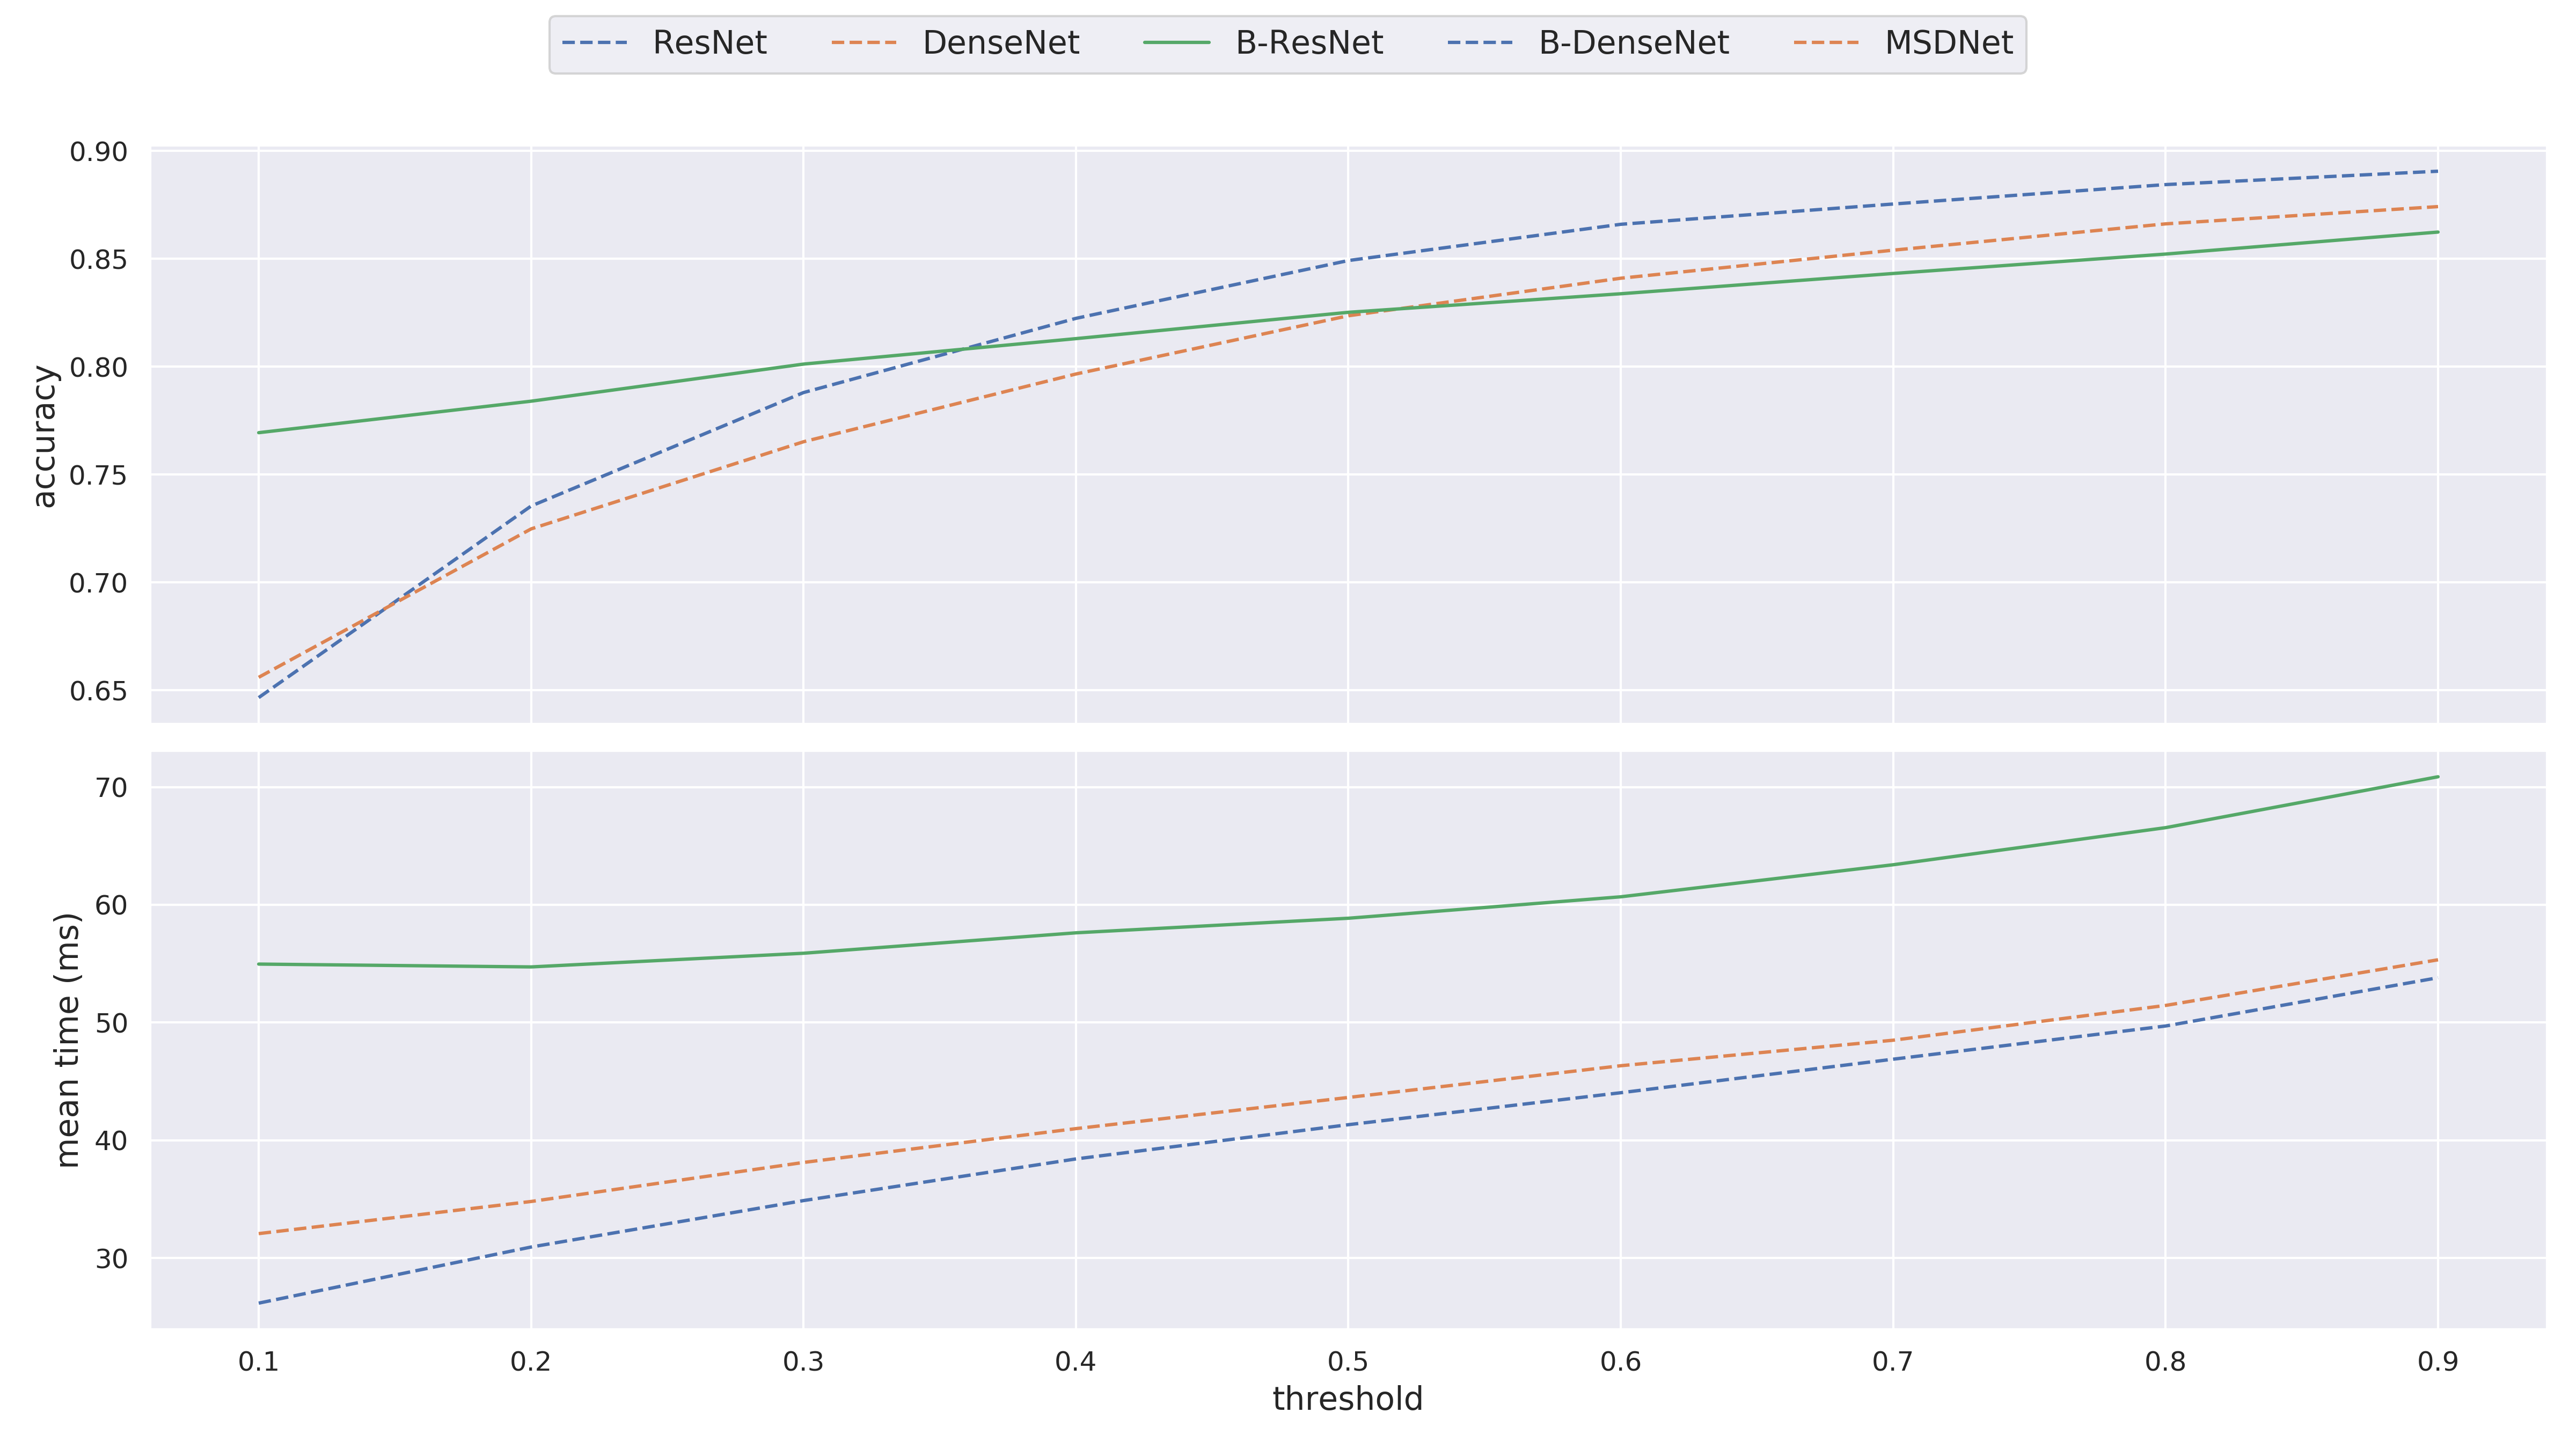 ResNet DenseNet B-ResNet B-DenseNet MSDNet
0.90
0.85
0.80
0.75
0.70
0.65
accuracy
70
60
50
40
30
mean time (ms)
0.1 0.2 0.3 0.4 0.5 0.6 0.7 0.8 0.9
threshold